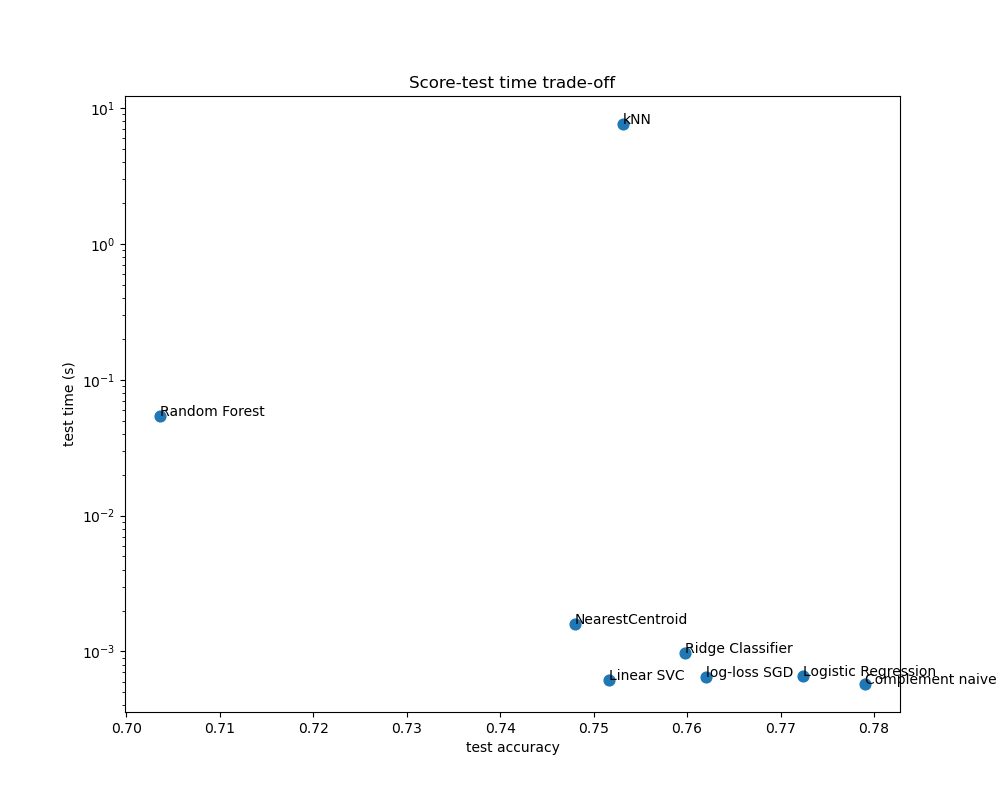 Score-test time trade-off
10¹
kNN
10⁰
test time (s)
10⁻¹
Random Forest
10⁻²
NearestCentroid
10⁻³
Ridge Classifier
Linear SVC
log-loss SGD
Logistic Regression
Complement naive
0.70 0.71 0.72 0.73 0.74 0.75 0.76 0.77 0.78
test accuracy